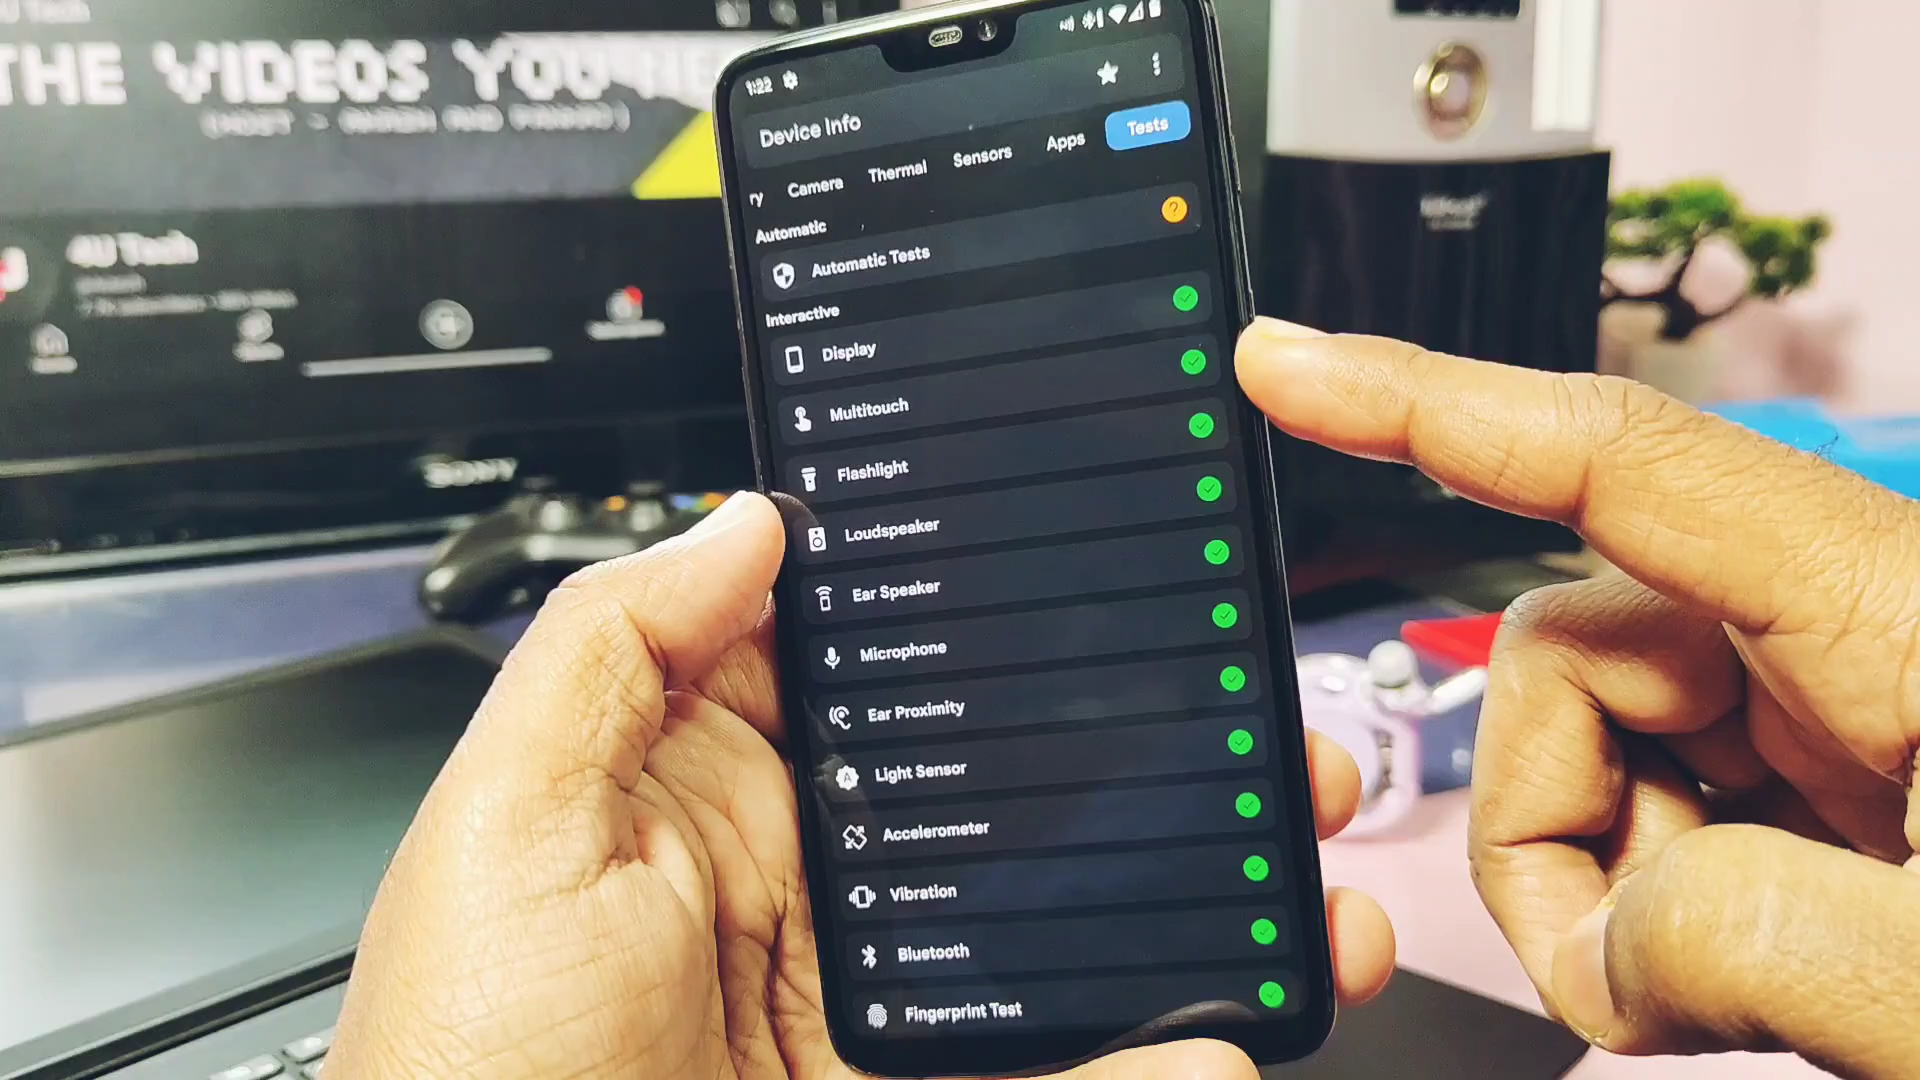 THE VIDEOS YOU
4U Tech
SONY
1:22
Device Info
ry Camera Thermal Sensors Apps Tests
Automatic
Automatic Tests
Interactive
Display
Multitouch
Flashlight
Loudspeaker
Ear Speaker
Microphone
Ear Proximity
Light Sensor
Accelerometer
Vibration
Bluetooth
Fingerprint Test